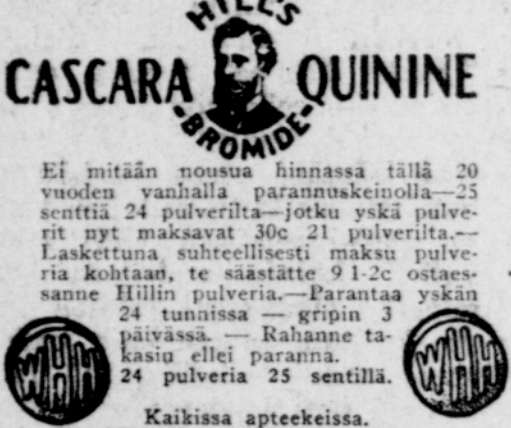 HILL'S
CASCARA QUININE
BROMIDE
Ei mitään nousua hinnassa tällä 20
vuoden vanhalla parannuskeinolla—25
senttiä 24 pulverilta—jotku yskä pulve-
rit nyt maksavat 30c 21 pulverilta.—
Laskettuna suhteellisesti maksu pulve-
ria kohtaan, te säästätte 9 1-2c ostaes-
sanne Hillin pulveria.—Parantaa yskän
24 tunnissa — gripin 3
päivässä. — Rahanne ta-
kasin ellei paranna.
24 pulveria 25 sentillä.
WHH
WHH
Kaikissa apteekeissa.